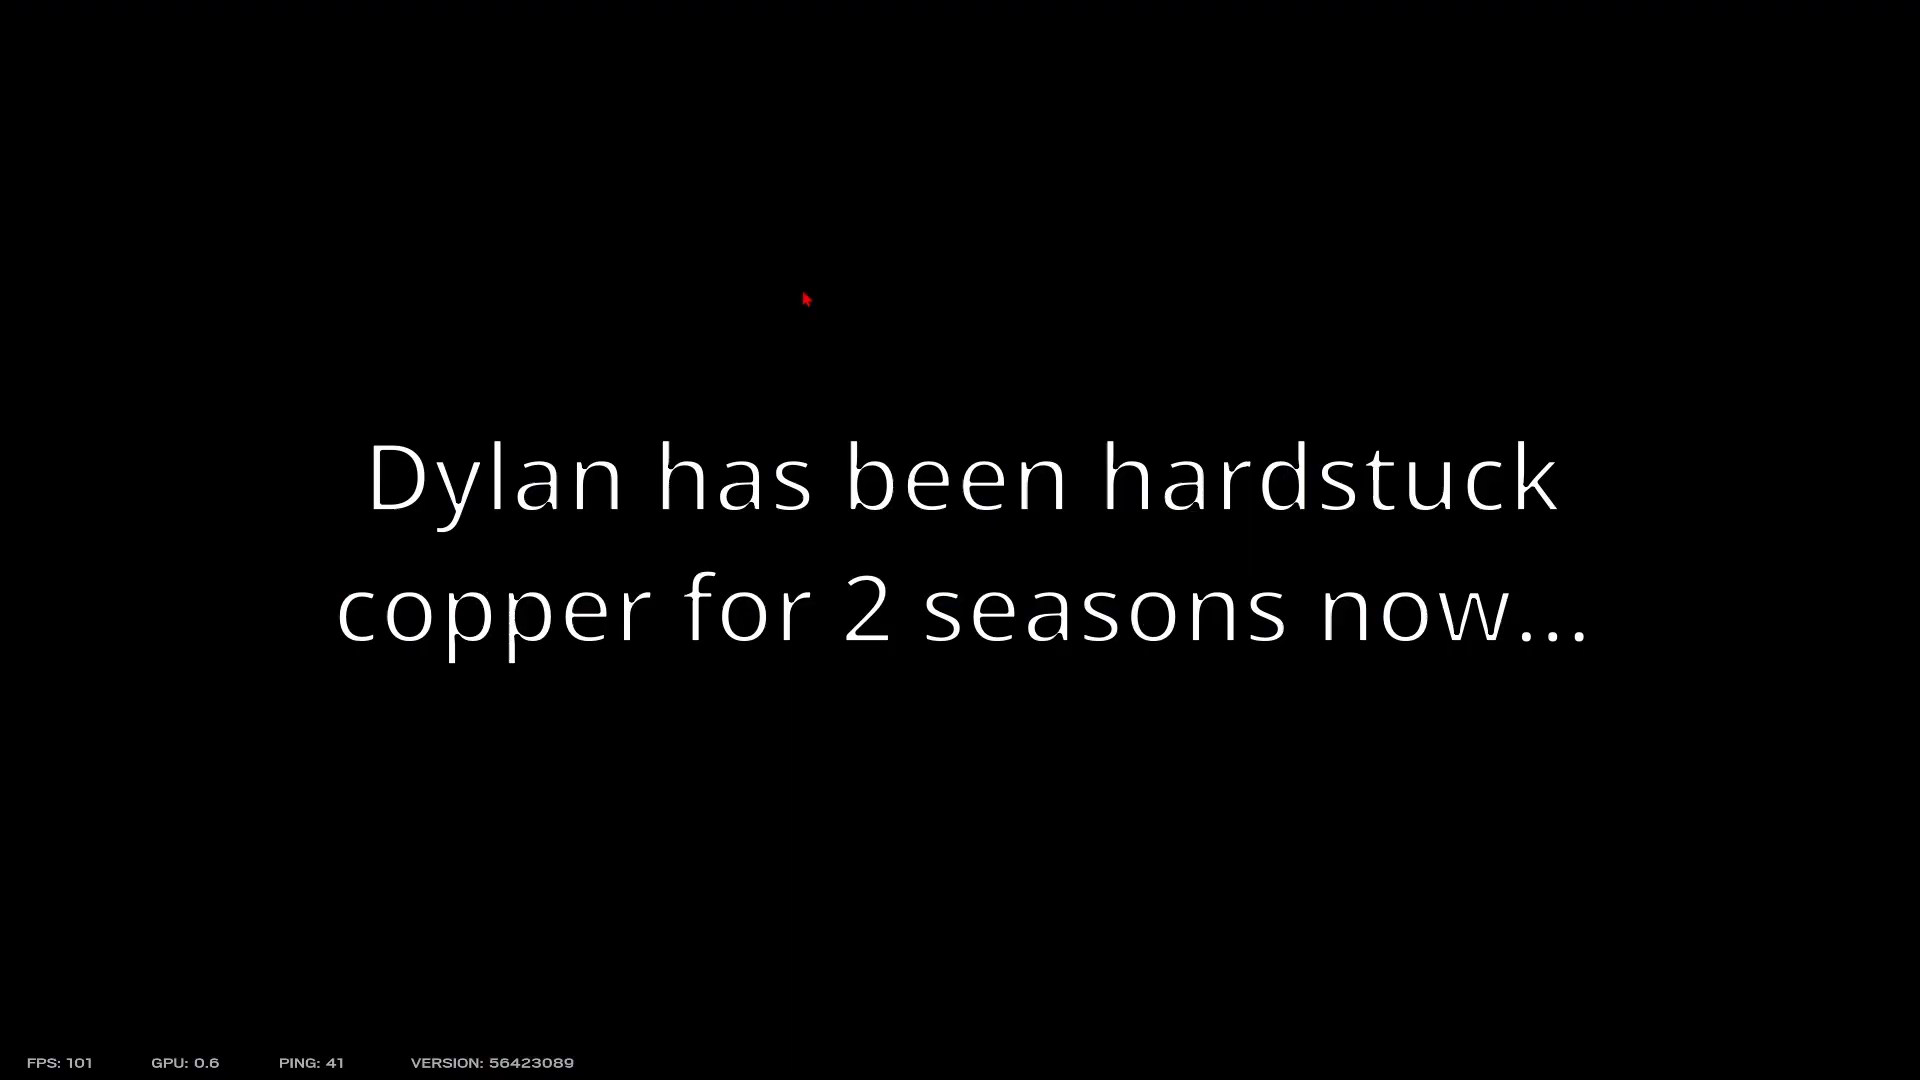 Dylan has been hardstuck
copper for 2 seasons now...
FPS: 101 GPU: 0.6 PING: 41 VERSION: 56423089